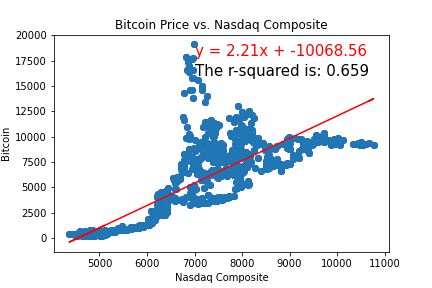 Bitcoin Price vs. Nasdaq Composite
20000
17500
15000
12500
10000
7500
5000
2500
0
Bitcoin
y = 2.21x + -10068.56
The r-squared is: 0.659
5000 6000 7000 8000 9000 10000 11000
Nasdaq Composite